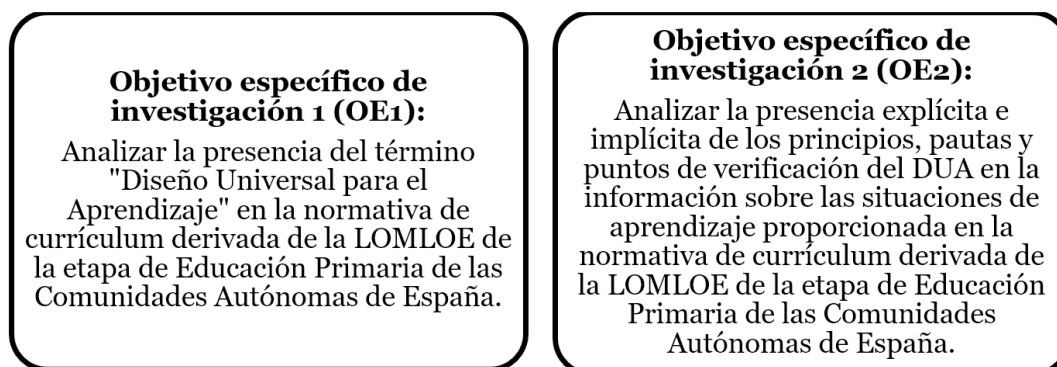 Objetivo específico de
investigación 1 (OE1):
Analizar la presencia del término
"Diseño Universal para el
Aprendizaje" en la normativa de
currículum derivada de la LOMLOE de
la etapa de Educación Primaria de las
Comunidades Autónomas de España.
Objetivo específico de
investigación 2 (OE2):
Analizar la presencia explícita e
implícita de los principios, pautas y
puntos de verificación del DUA en la
información sobre las situaciones de
aprendizaje proporcionada en la
normativa de currículum derivada de
la LOMLOE de la etapa de Educación
Primaria de las Comunidades
Autónomas de España.